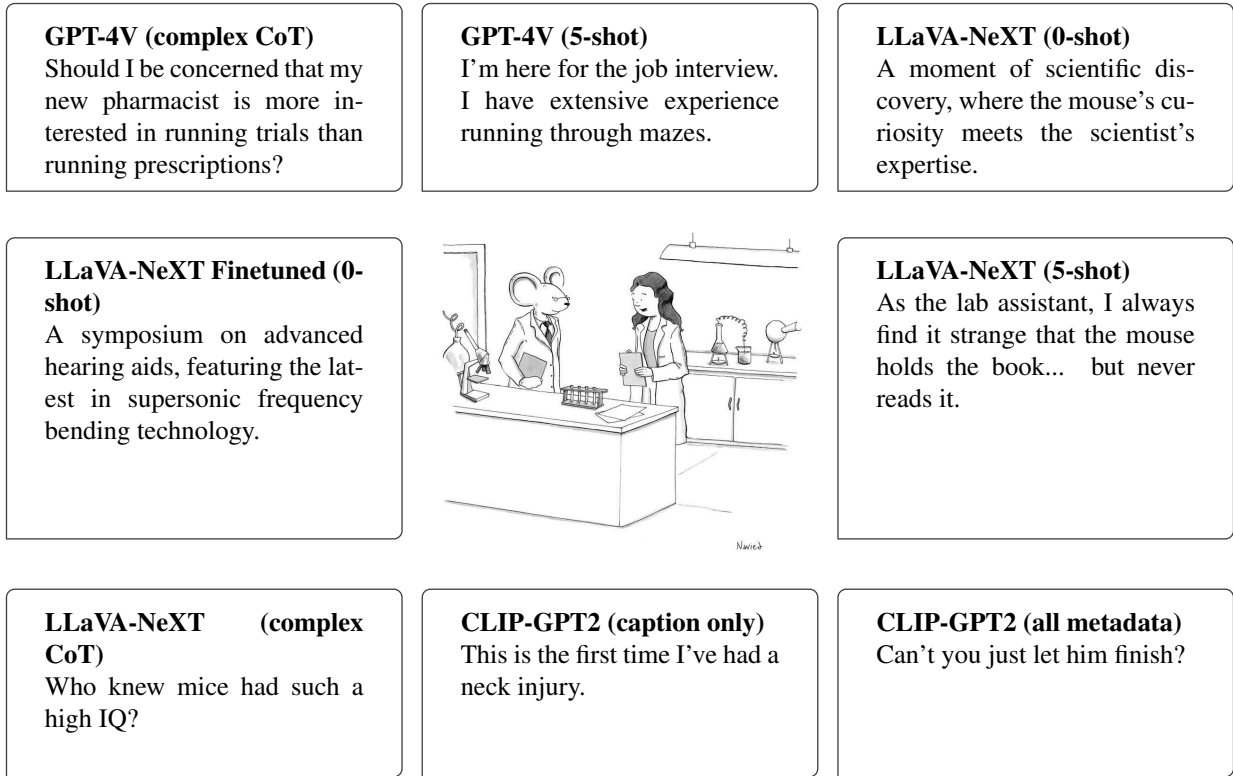 GPT-4V (complex CoT)
Should I be concerned that my
new pharmacist is more in-
terested in running trials than
running prescriptions?
GPT-4V (5-shot)
I'm here for the job interview.
I have extensive experience
running through mazes.
LLaVA-NeXT (0-shot)
A moment of scientific dis-
covery, where the mouse's cu-
riosity meets the scientist's
expertise.
LLaVA-NeXT Finetuned (0-
shot)
A symposium on advanced
hearing aids, featuring the lat-
est in supersonic frequency
bending technology.
LLaVA-NeXT (5-shot)
As the lab assistant, I always
find it strange that the mouse
holds the book... but never
reads it.
LLaVA-NeXT (complex
CoT)
Who knew mice had such a
high IQ?
CLIP-GPT2 (caption only)
This is the first time I've had a
neck injury.
CLIP-GPT2 (all metadata)
Can't you just let him finish?